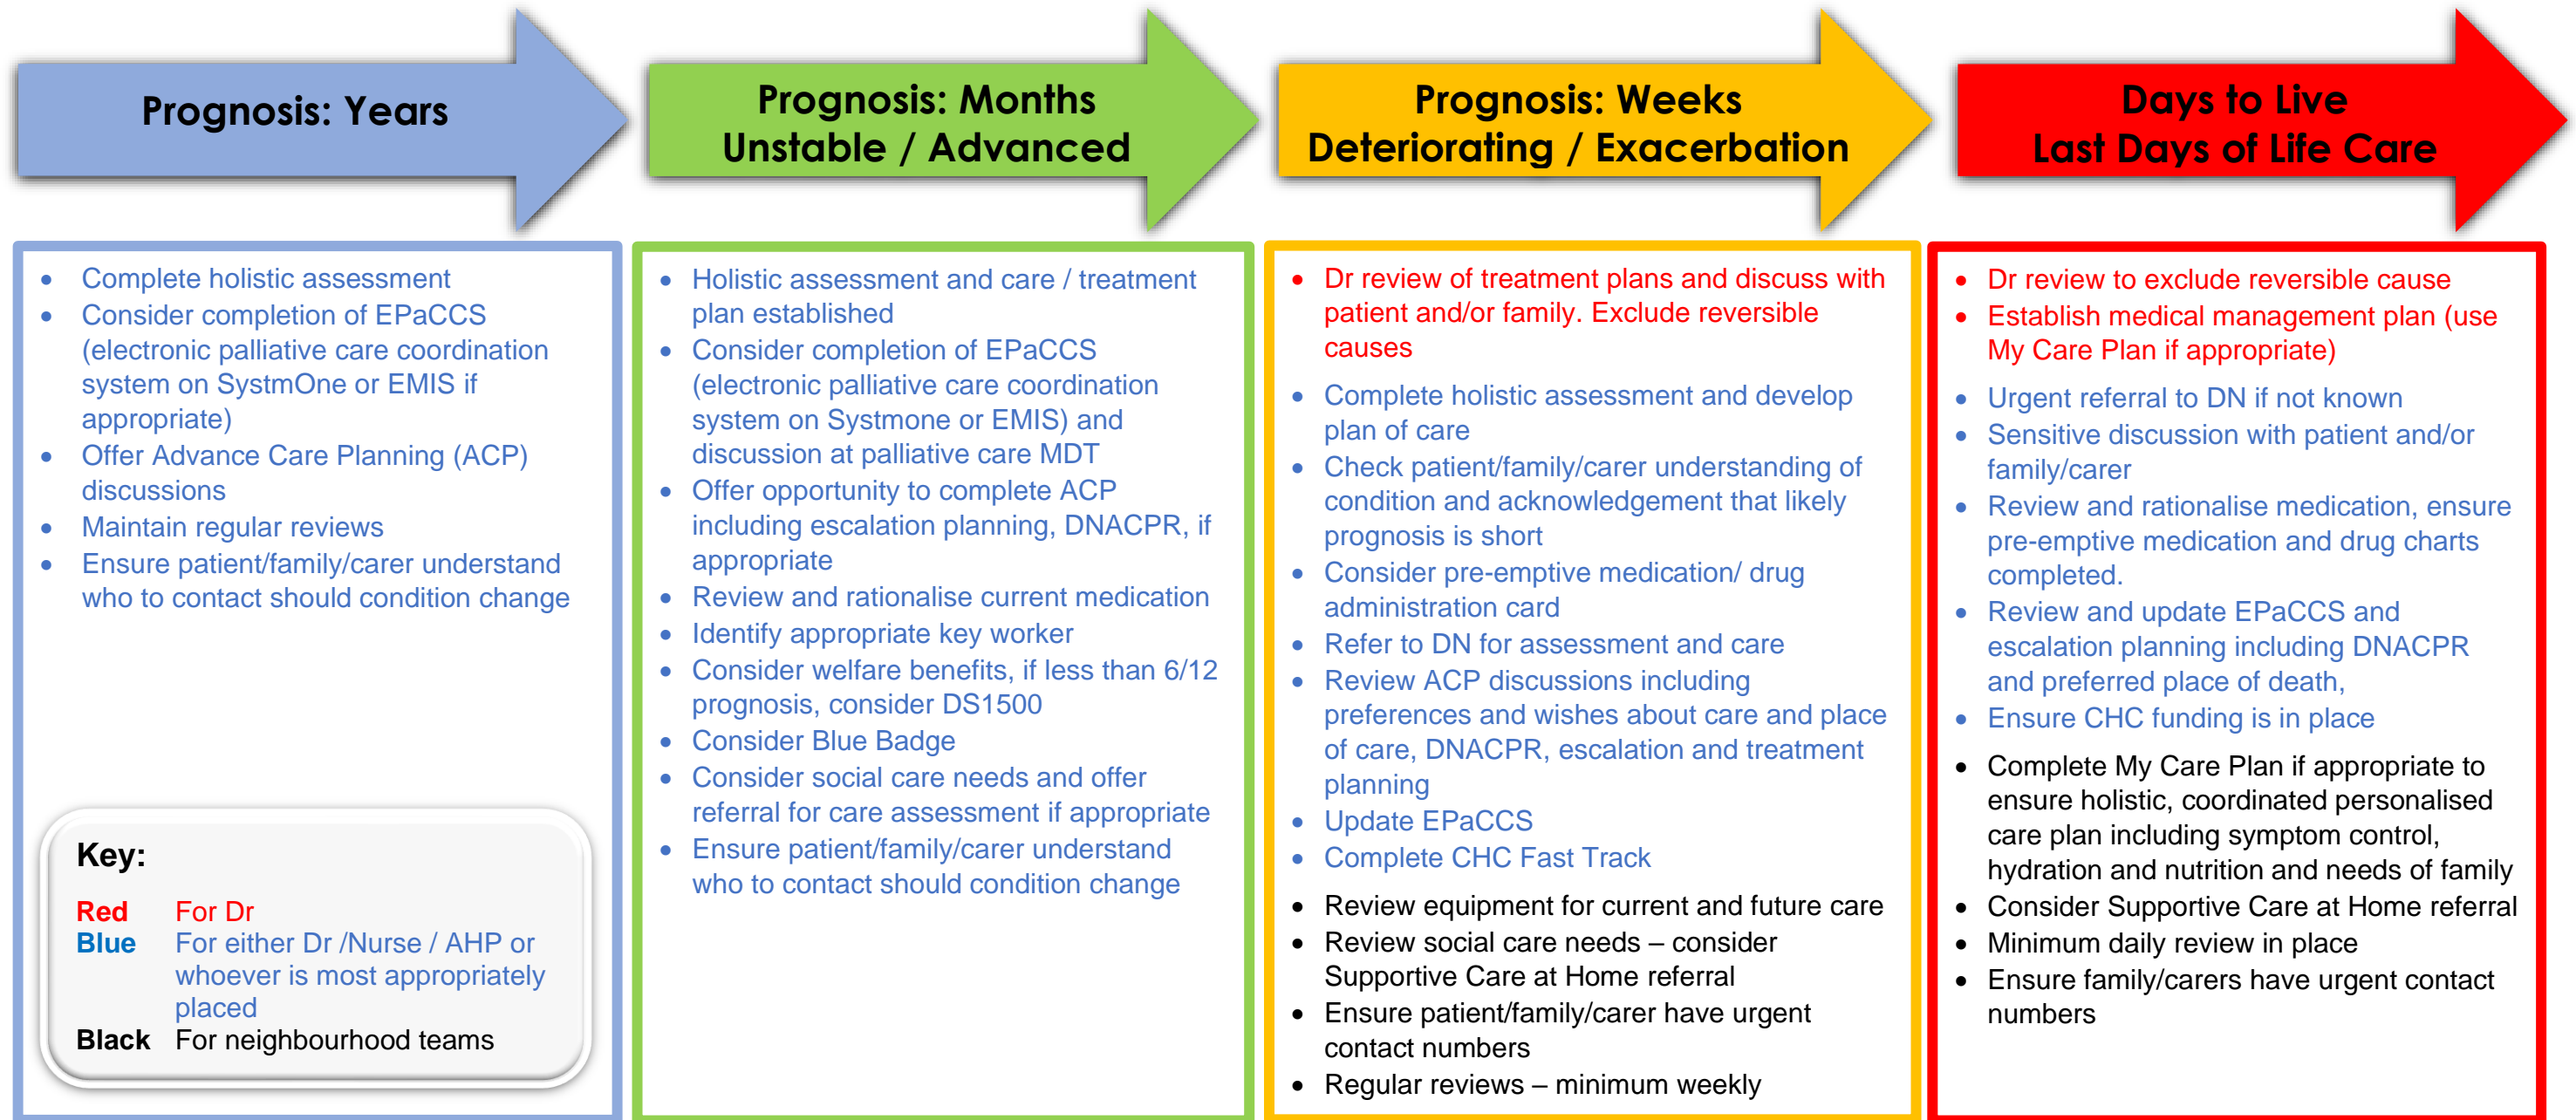 Prognosis: Years
• Complete holistic assessment
• Consider completion of EPaCCS
(electronic palliative care coordination
system on SystmOne or EMIS if
appropriate)
• Offer Advance Care Planning (ACP)
discussions
• Maintain regular reviews
• Ensure patient/family/carer understand
who to contact should condition change
Key:
Red For Dr
Blue For either Dr /Nurse / AHP or
whoever is most appropriately
placed
Black For neighbourhood teams
Prognosis: Months
Unstable / Advanced
• Holistic assessment and care / treatment
plan established
• Consider completion of EPaCCS
(electronic palliative care coordination
system on Systmone or EMIS) and
discussion at palliative care MDT
• Offer opportunity to complete ACP
including escalation planning, DNACPR, if
appropriate
• Review and rationalise current medication
• Identify appropriate key worker
• Consider welfare benefits, if less than 6/12
prognosis, consider DS1500
• Consider Blue Badge
• Consider social care needs and offer
referral for care assessment if appropriate
• Ensure patient/family/carer understand
who to contact should condition change
Prognosis: Weeks
Deteriorating / Exacerbation
• Dr review of treatment plans and discuss with
patient and/or family. Exclude reversible
causes
• Complete holistic assessment and develop
plan of care
• Check patient/family/carer understanding of
condition and acknowledgement that likely
prognosis is short
• Consider pre-emptive medication/ drug
administration card
• Refer to DN for assessment and care
• Review ACP discussions including
preferences and wishes about care and place
of care, DNACPR, escalation and treatment
planning
• Update EPaCCS
• Complete CHC Fast Track
• Review equipment for current and future care
• Review social care needs – consider
Supportive Care at Home referral
• Ensure patient/family/carer have urgent
contact numbers
• Regular reviews – minimum weekly
Days to Live
Last Days of Life Care
• Dr review to exclude reversible cause
• Establish medical management plan (use
My Care Plan if appropriate)
• Urgent referral to DN if not known
• Sensitive discussion with patient and/or
family/carer
• Review and rationalise medication, ensure
pre-emptive medication and drug charts
completed.
• Review and update EPaCCS and
escalation planning including DNACPR
and preferred place of death,
• Ensure CHC funding is in place
• Complete My Care Plan if appropriate to
ensure holistic, coordinated personalised
care plan including symptom control,
hydration and nutrition and needs of family
• Consider Supportive Care at Home referral
• Minimum daily review in place
• Ensure family/carers have urgent contact
numbers